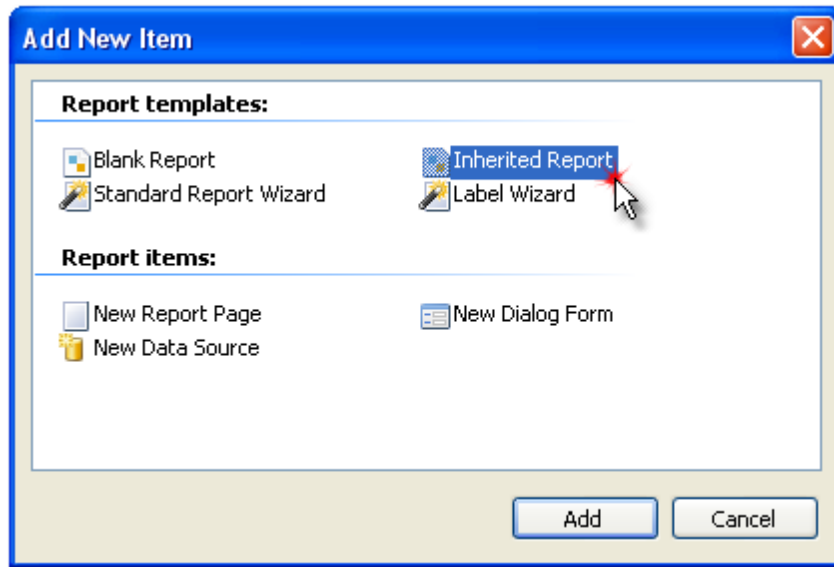 Add New Item
Report templates:
Blank Report
Inherited Report
Standard Report Wizard
Label Wizard
Report items:
New Report Page
New Dialog Form
New Data Source
Add
Cancel